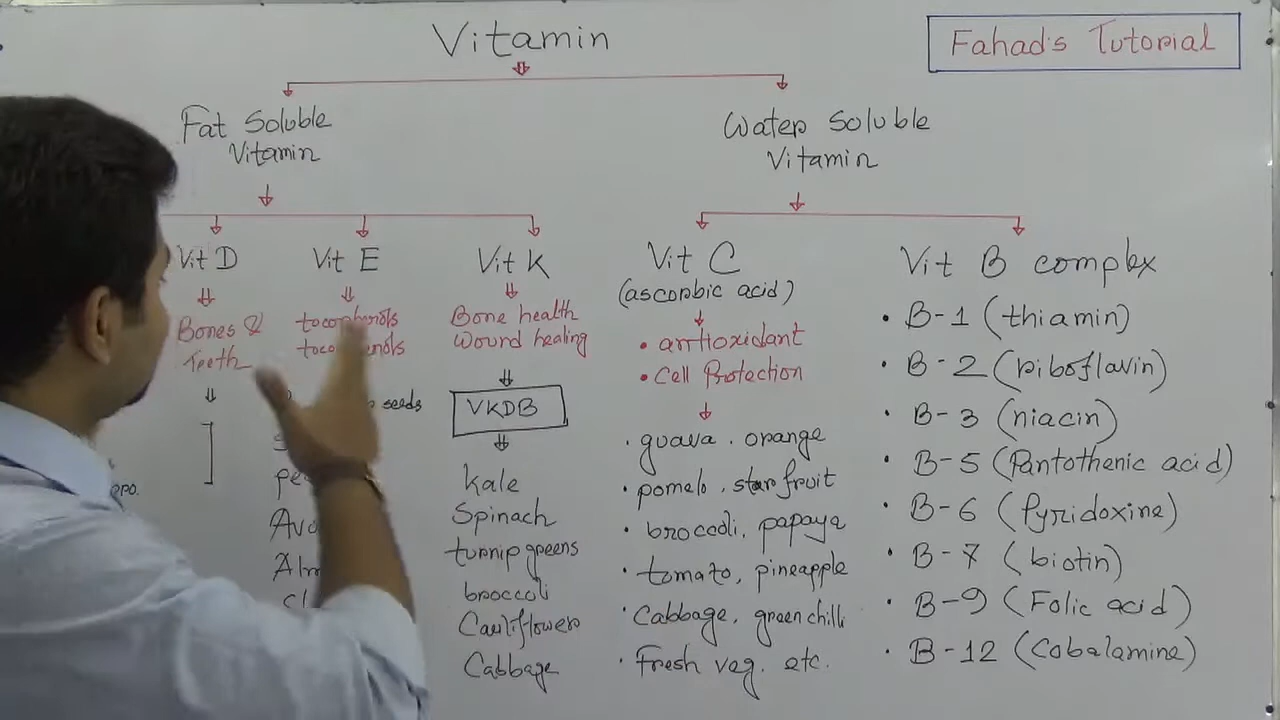 Vitamin
Fahad's Tutorial
Fat Soluble
Vitamin
Water Soluble
Vitamin
Vit D
Bones &
Teeth
Vit E
seeds
Vit K
Bone health
Wound healing
VKDB
Kale
Spinach
turnip greens
broccoli
Cauliflowers
Cabbage
Vit C
(ascorbic acid)
• antioxidant
• Cell Protection
• guava . orange
• pomelo , star fruit
• broccoli, papaya
• tomato, pineapple
• Cabbage, green chilli
• Fresh veg. etc.
Vit B complex
• B-1 (thiamin)
• B-2 (riboflavin)
• B-3 (niacin)
• B-5 (Pantothenic acid)
• B-6 (Pyridoxine)
• B-7 (biotin)
• B-9 (Folic acid)
• B-12 (Cobalamine)